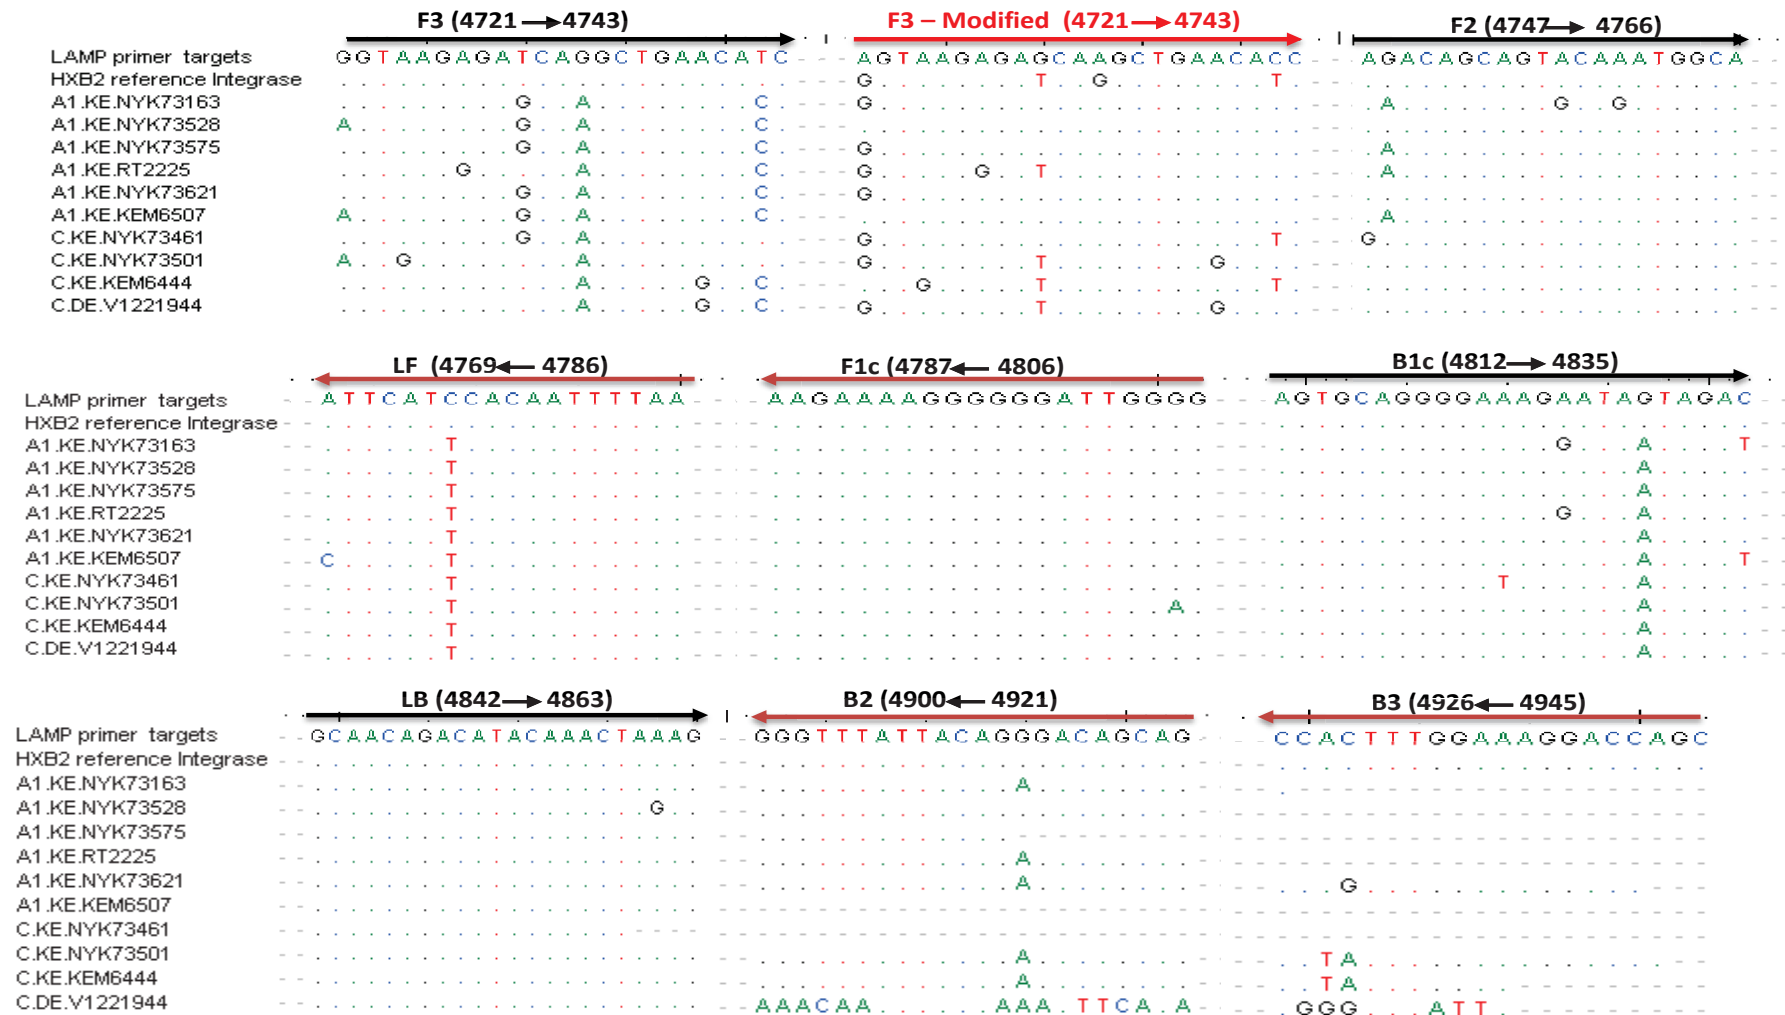 F3 (4721→4743) F3 – Modified (4721→4743) F2 (4747→ 4766)
LAMP primer targets GGTAAGAGATCAGGCTGAACATC AGTAAGAGAGCAAGCTGAACACC AGACAGCAGTACAAATGGCA
HXB2 reference Integrase G T G T
A1.KE.NYK73163 G A C G A G G
A1.KE.NYK73528 A G A C
A1.KE.NYK73575 G A C G A
A1.KE.RT2225 G A C G G T A
A1.KE.NYK73621 G A C G
A1.KE.KEM6507 A G A C A
C.KE.NYK73461 G A G T G
C.KE.NYK73501 A G A G T G
C.KE.KEM6444 A G C G T T
C.DE.V1221944 A G C G T G
LF (4769← 4786) F1c (4787← 4806) B1c (4812→ 4835)
LAMP primer targets ATTCATCCACAATTTTAA AAGAAAAGGGGGGATTGGGG AGTGCAGGGGAAAGAATAGTAGAC
HXB2 reference Integrase
A1.KE.NYK73163 T G A T
A1.KE.NYK73528 T A
A1.KE.NYK73575 T A
A1.KE.RT2225 T G A
A1.KE.NYK73621 T A
A1.KE.KEM6507 C T A T
C.KE.NYK73461 T T A
C.KE.NYK73501 T A A
C.KE.KEM6444 T A
C.DE.V1221944 T A
LB (4842→ 4863) B2 (4900← 4921) B3 (4926← 4945)
LAMP primer targets GCAACAGACATACAAACTAAAG GGGTTTATTACAGGGACAGCAG CCACTTTGGAAAGGACCAGC
HXB2 reference Integrase
A1.KE.NYK73163 A
A1.KE.NYK73528 G
A1.KE.NYK73575
A1.KE.RT2225 A
A1.KE.NYK73621 A G
A1.KE.KEM6507
C.KE.NYK73461
C.KE.NYK73501 A T A
C.KE.KEM6444 A T A
C.DE.V1221944 AAACAA AAA TTCA A GGG ATT